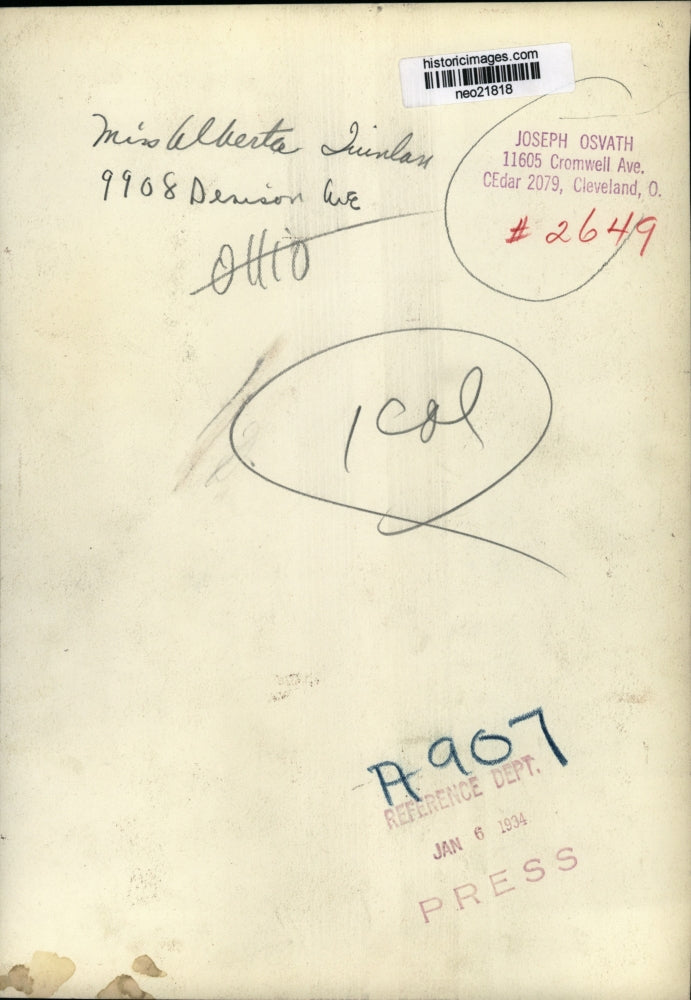 historicimages.com
neo21818
Miss Alberta Quinlan
9908 Denison Ave
OHIO
JOSEPH OSVATH
11605 Cromwell Ave.
CEdar 2079, Cleveland, O.
# 2649
1 Col
A907
REFERENCE DEPT.
JAN 6 1934
PRESS